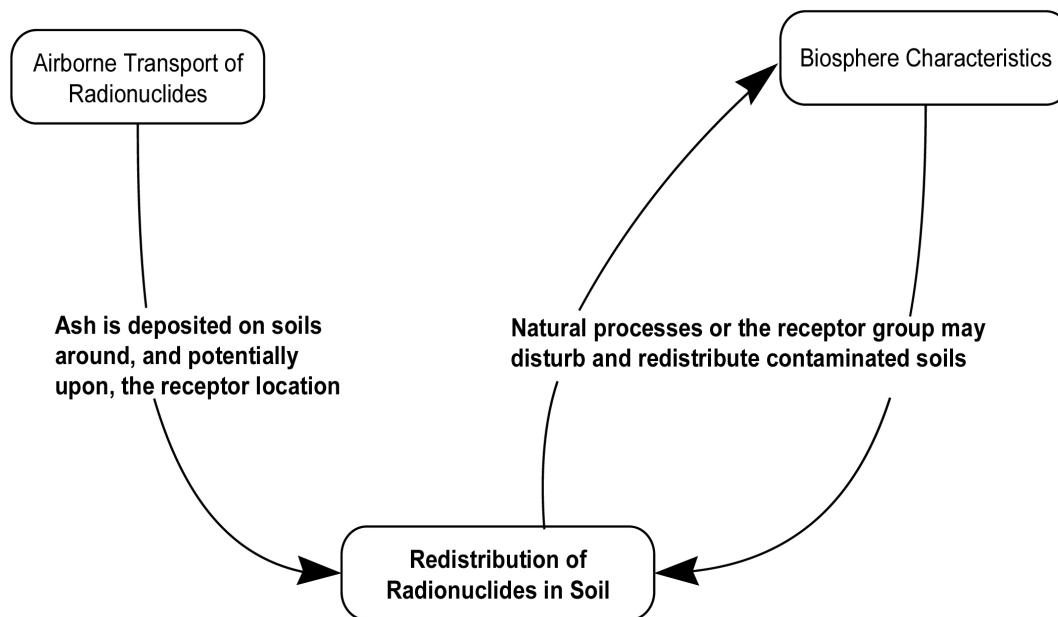 Airborne Transport of
Radionuclides
Biosphere Characteristics
Ash is deposited on soils
around, and potentially
upon, the receptor location
Natural processes or the receptor group may
disturb and redistribute contaminated soils
Redistribution of
Radionuclides in Soil